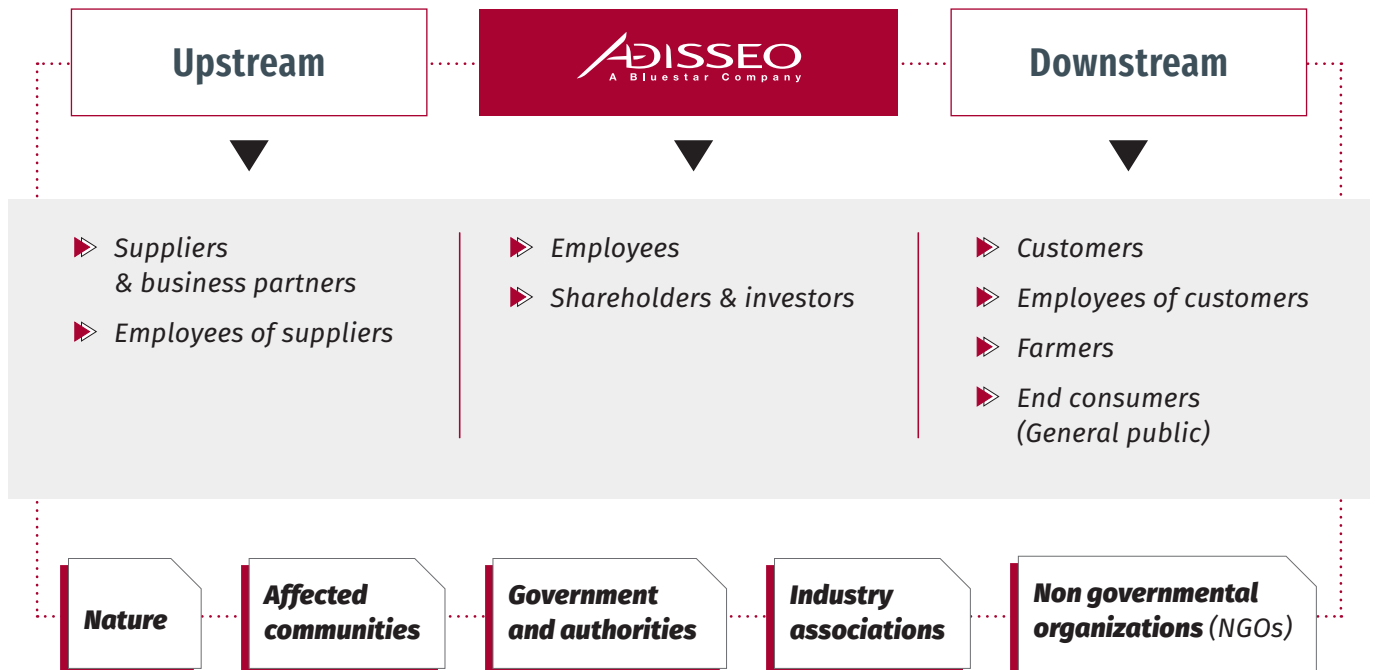 Upstream
ADISSEO
A Bluestar Company
Downstream
Suppliers
& business partners
Employees of suppliers
Employees
Shareholders & investors
Customers
Employees of customers
Farmers
End consumers
(General public)
Nature
Affected
communities
Government
and authorities
Industry
associations
Non governmental
organizations (NGOs)